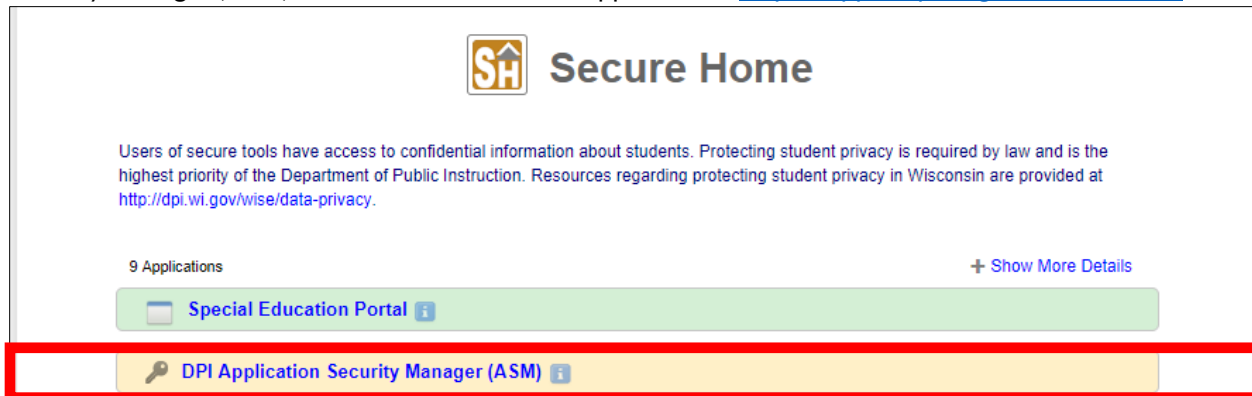 SH Secure Home
Users of secure tools have access to confidential information about students. Protecting student privacy is required by law and is the
highest priority of the Department of Public Instruction. Resources regarding protecting student privacy in Wisconsin are provided at
http://dpi.wi.gov/wise/data-privacy.
9 Applications + Show More Details
Special Education Portal i
DPI Application Security Manager (ASM) i